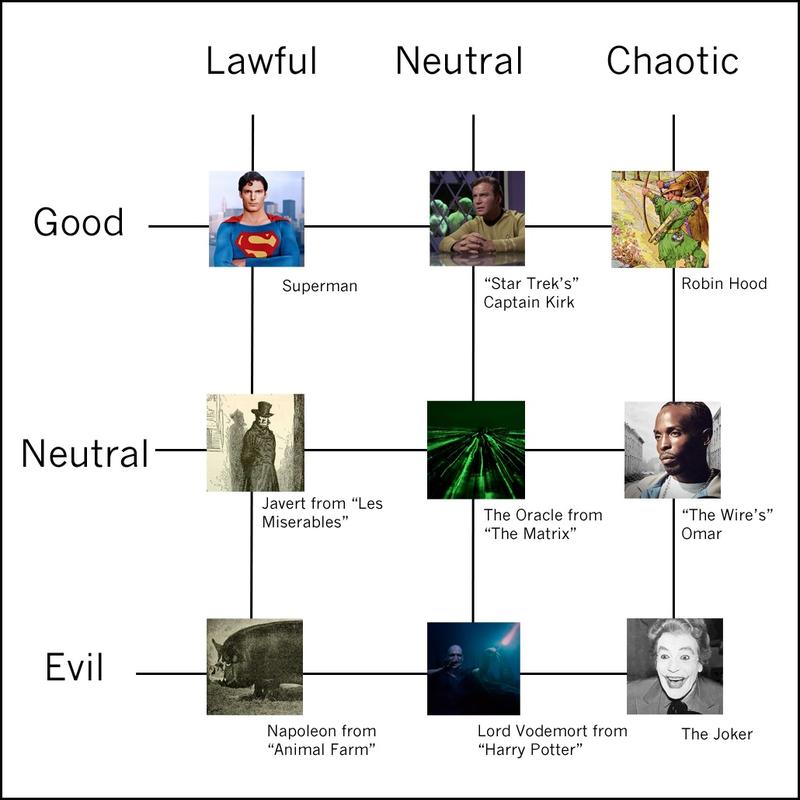 Lawful
Neutral
Chaotic
Good
Superman
“Star Trek’s”
Captain Kirk
Robin Hood
Neutral
Javert from “Les
Miserables”
The Oracle from
“The Matrix”
“The Wire’s”
Omar
Evil
Napoleon from
“Animal Farm”
Lord Vodemort from
“Harry Potter”
The Joker